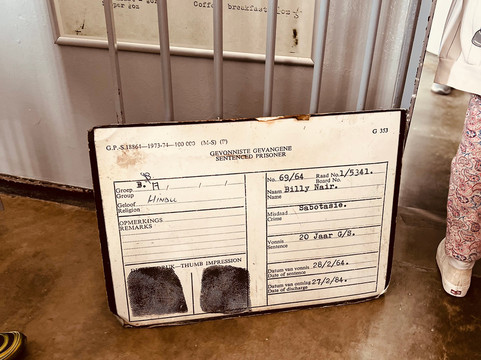 Coffee breakfast
G.P.-S.18864—1973-74—100 000 (M-S) (T)
G 353
GEVONNISTE GEVANGENE
SENTENCED PRISONER
Groep
Group
B.
Geloof
Religion
HINDU
OPMERKINGS
REMARKS
DRUK—THUMB IMPRESSION
No. 69/64 Raad No. 1/5341.
Board No.
Naam Billy Nair.
Name
Misdaad Sabotasie.
Crime
Vonnis 20 Jaar G/S.
Sentence
Datum van vonnis 28/2/64.
Date of sentence
Datum van ontslag 27/2/84.
Date of discharge